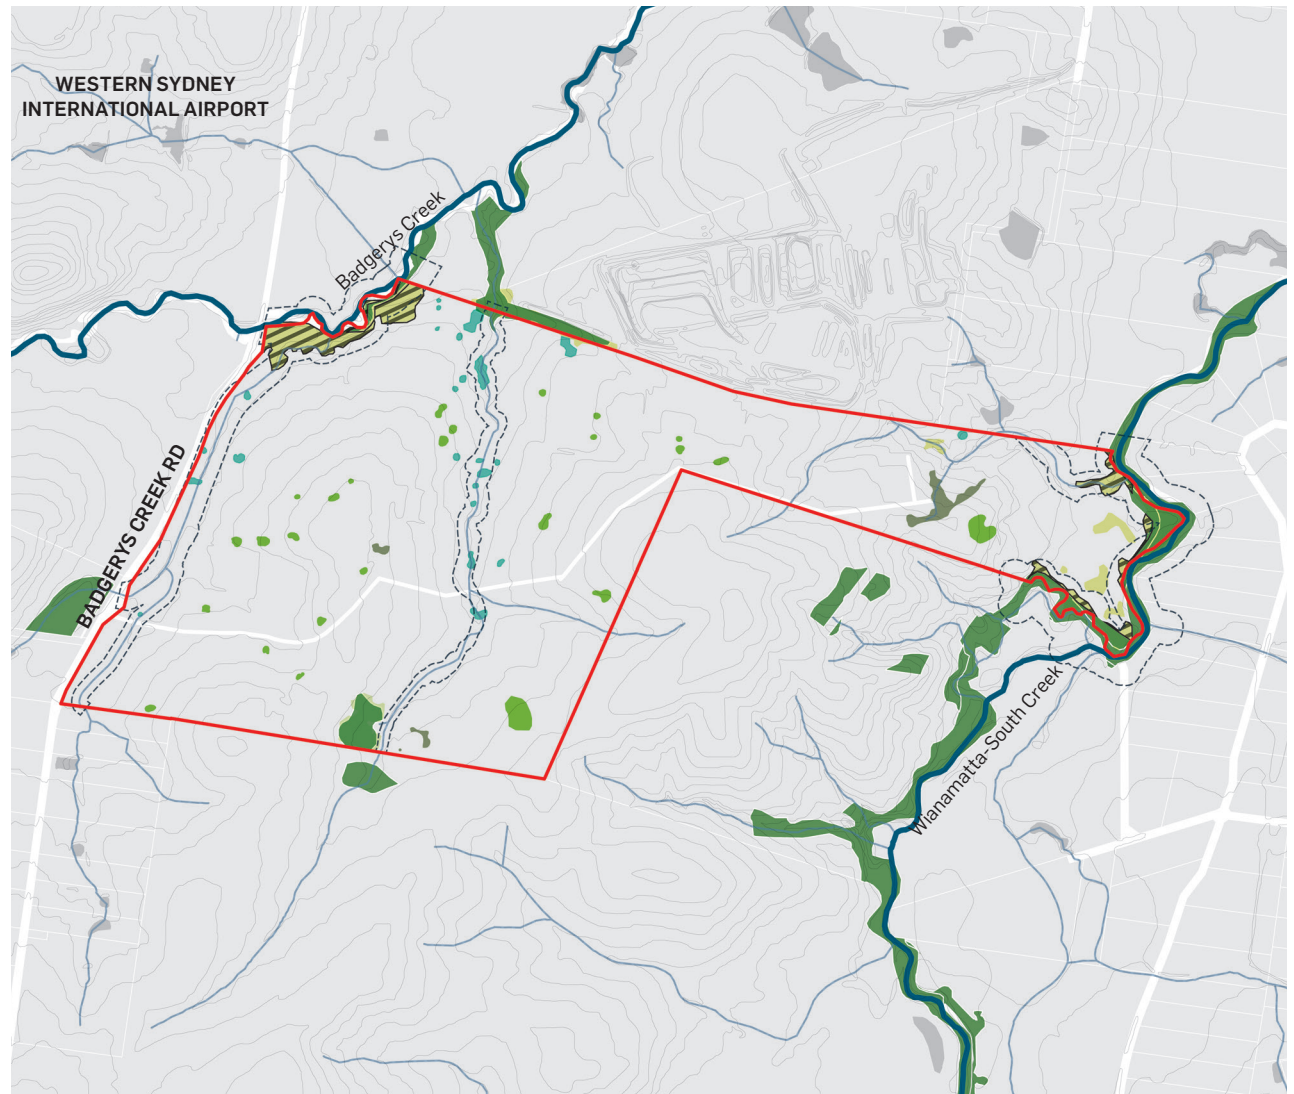 WESTERN SYDNEY
INTERNATIONAL AIRPORT
Badgerys Creek
BADGERYS CREEK RD
Wianamatta-South Creek